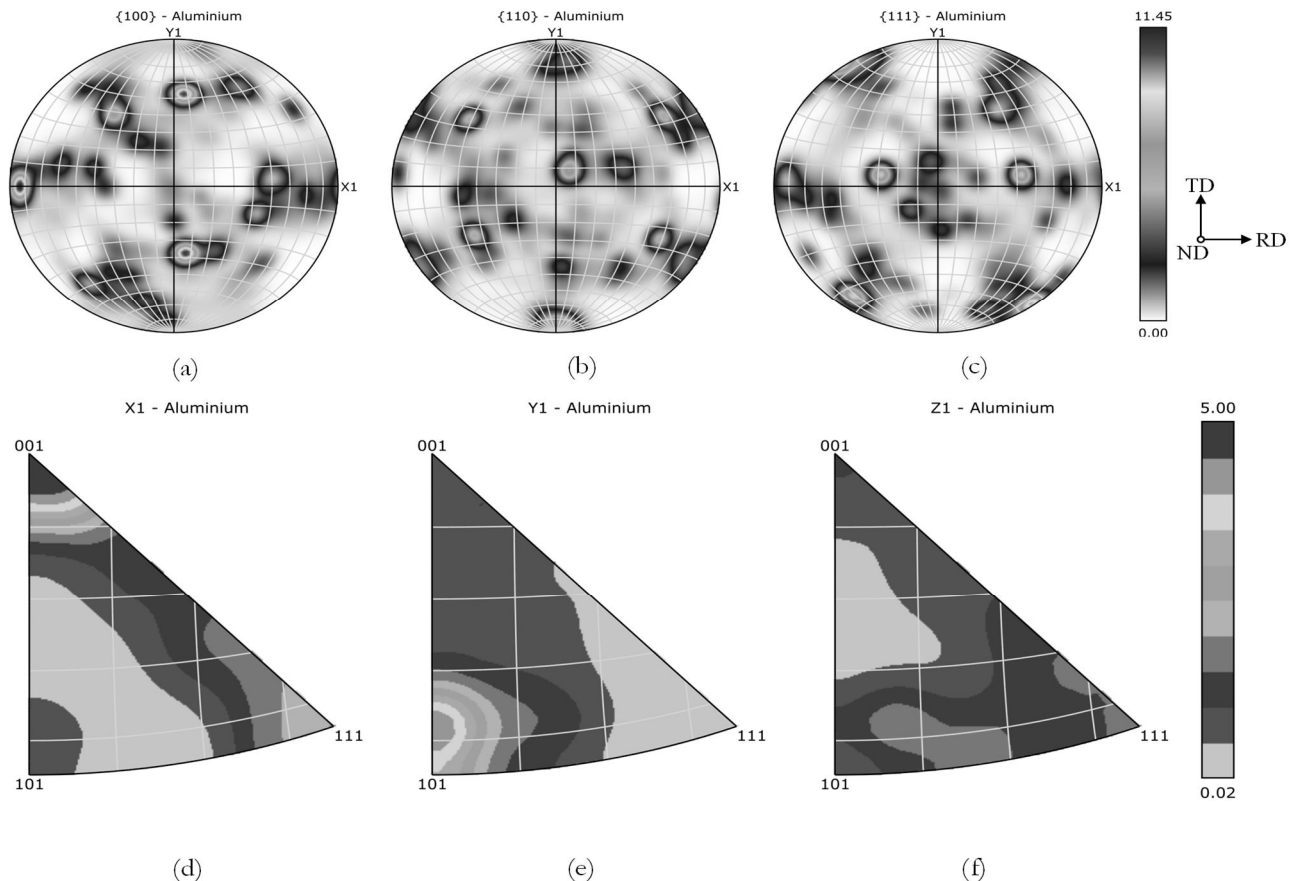 {100} - Aluminium
Y1
X1
{110} - Aluminium
Y1
X1
{111} - Aluminium
Y1
X1
11.45
0.00
TD
ND
RD
(a)
(b)
(c)
X1 - Aluminium
001
101
111
Y1 - Aluminium
001
101
111
Z1 - Aluminium
001
101
111
5.00
0.02
(d)
(e)
(f)